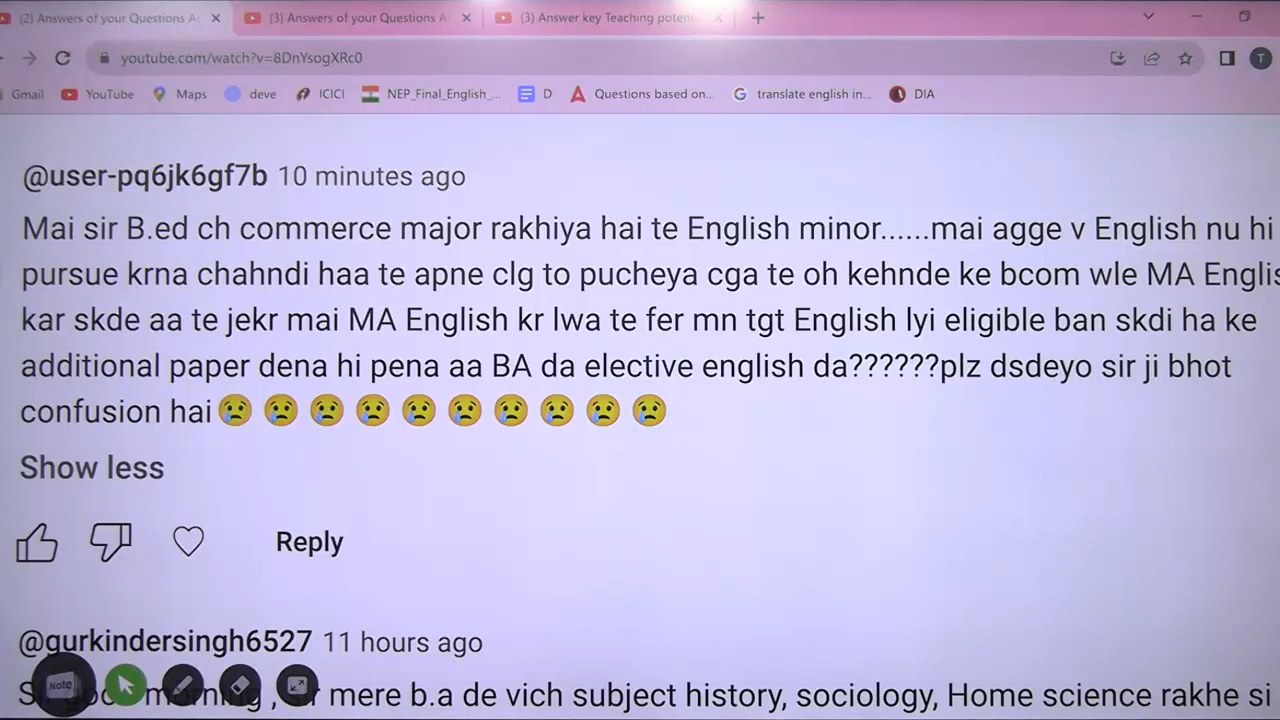 (2) Answers of your Questions A
(3) Answers of your Questions A
(3) Answer key Teaching potent
youtube.com/watch?v=8DnYsogXRc0
T
Gmail
YouTube
Maps
deve
ICICI
NEP_Final_English_...
D
Questions based on...
translate english in...
DIA
@user-pq6jk6gf7b 10 minutes ago
Mai sir B.ed ch commerce major rakhiya hai te English minor......mai agge v English nu hi
pursue krna chahndi haa te apne clg to pucheya cga te oh kehnde ke bcom wle MA Englis
kar skde aa te jekr mai MA English kr lwa te fer mn tgt English lyi eligible ban skdi ha ke
additional paper dena hi pena aa BA da elective english da??????plz dsdeyo sir ji bhot
confusion hai😢😢😢😢😢😢😢😢😢😢
Show less
Reply
@gurkindersingh6527 11 hours ago
Note
mere b.a de vich subject history, sociology, Home science rakhe si